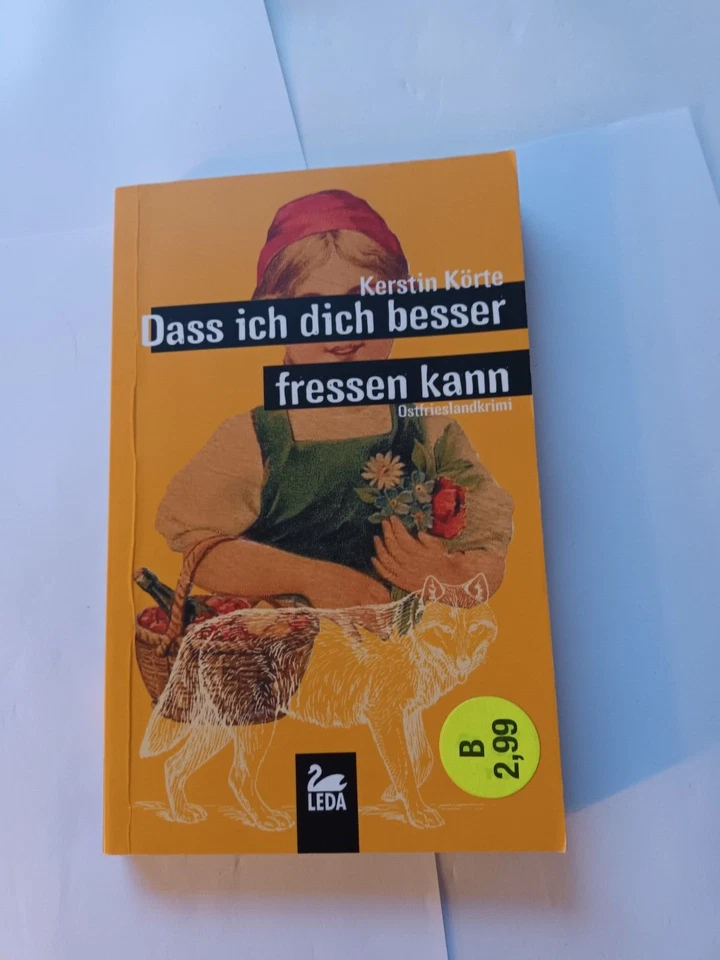 Kerstin Körte
Dass ich dich besser
fressen kann
Ostfrieslandkrimi
B
2,99
LEDA